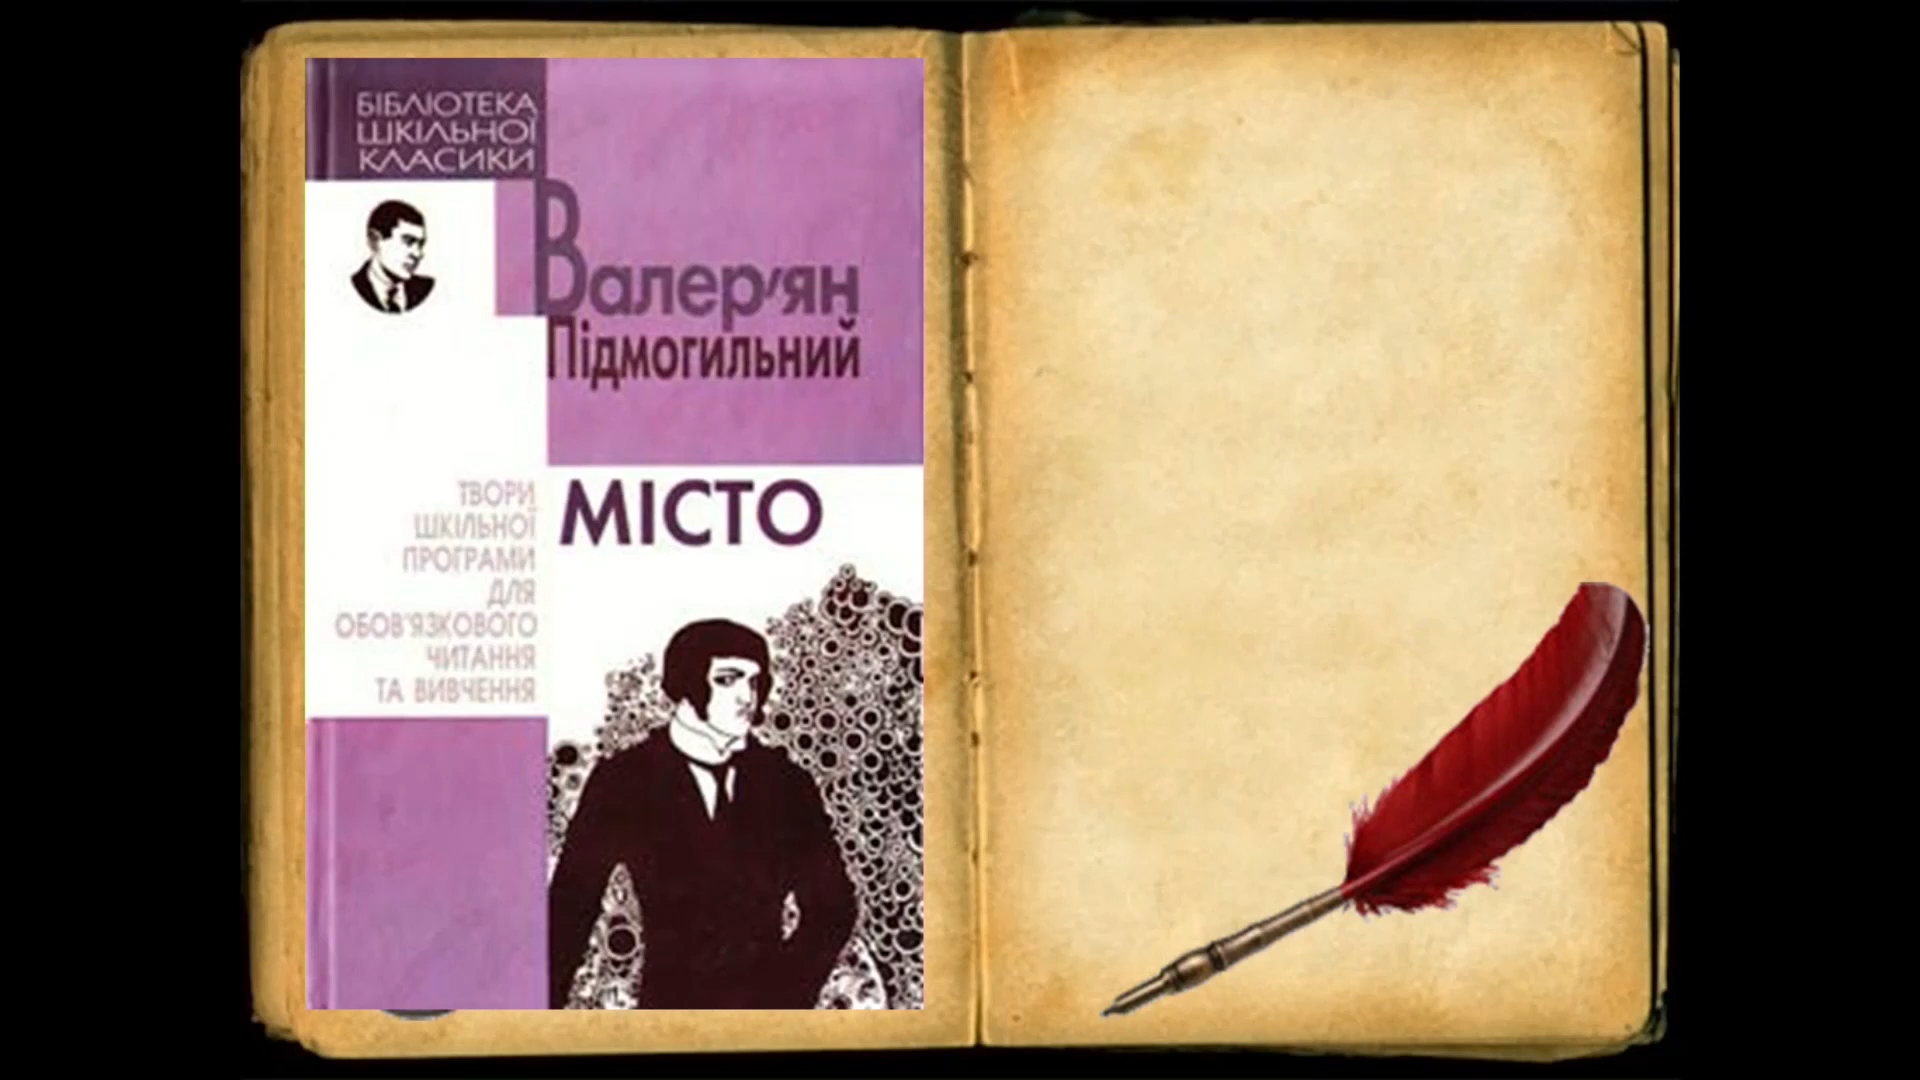 БІБЛІОТЕКА
ШКІЛЬНОЇ
КЛАСИКИ
Валер'ян
Підмогильний
МІСТО
ТВОРИ
ШКІЛЬНОЇ
ПРОГРАМИ
ДЛЯ
ОБОВ'ЯЗКОВОГО
ЧИТАННЯ
ТА ВИВЧЕННЯ